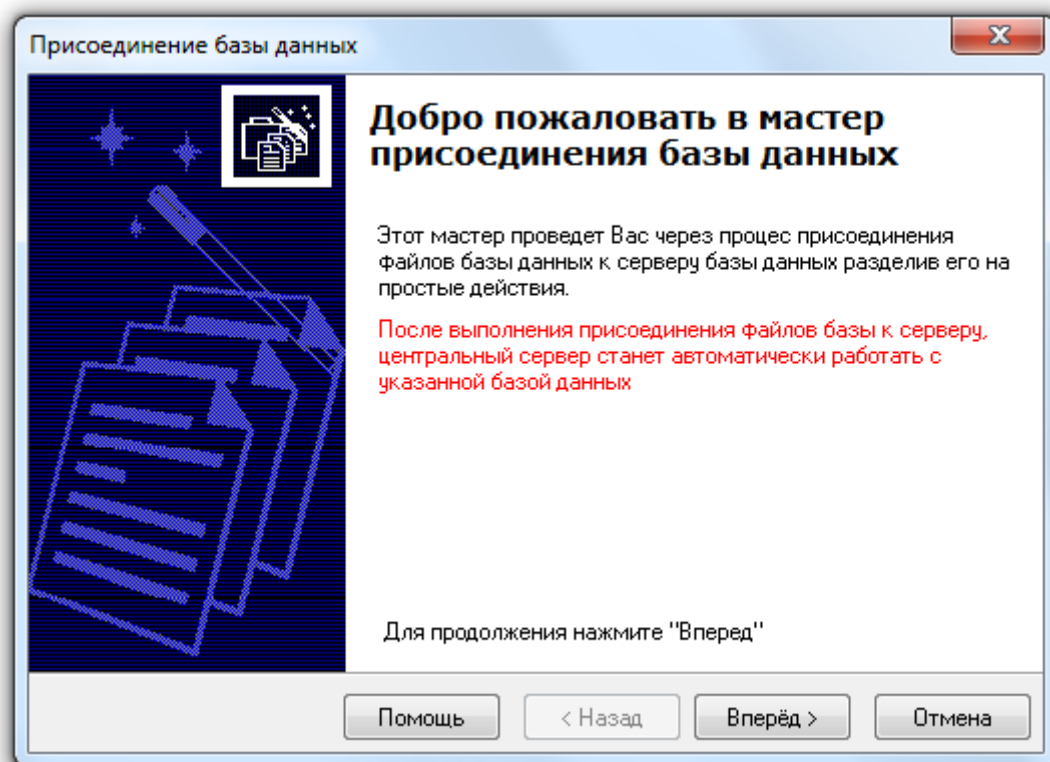 Присоединение базы данных
Добро пожаловать в мастер
присоединения базы данных
Этот мастер проведет Вас через процес присоединения
файлов базы данных к серверу базы данных разделив его на
простые действия.
После выполнения присоединения файлов базы к серверу,
центральный сервер станет автоматически работать с
указанной базой данных
Для продолжения нажмите "Вперед"
Помощь
< Назад
Вперёд >
Отмена